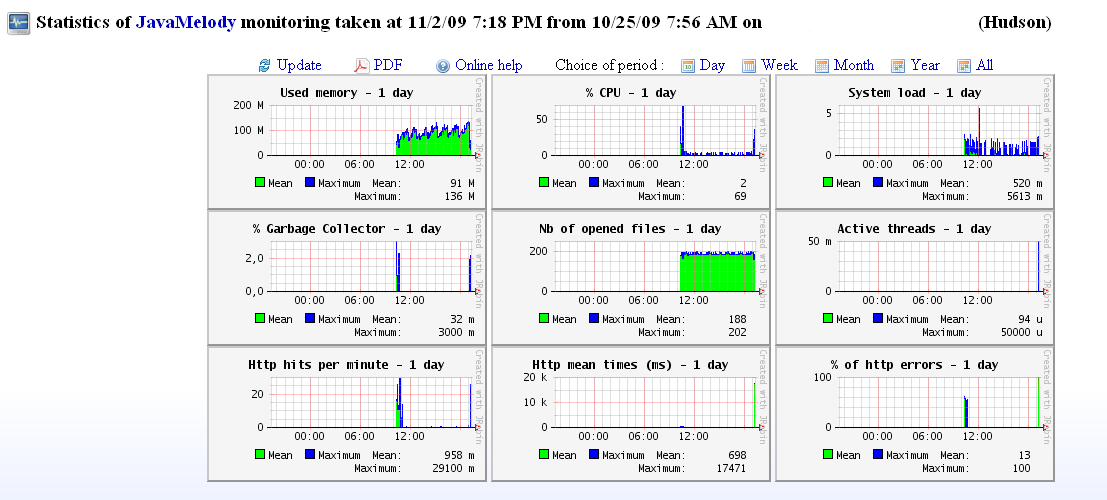 Statistics of JavaMelody monitoring taken at 11/2/09 7:18 PM from 10/25/09 7:56 AM on (Hudson)
Update PDF Online help Choice of period : Day Week Month Year All
Used memory - 1 day
200 M
100 M
0
00:00 06:00 12:00
Mean Maximum Mean: 91 M
Maximum: 136 M
Created with JRobin
% CPU - 1 day
50
0
00:00 06:00 12:00
Mean Maximum Mean: 2
Maximum: 69
Created with JRobin
System load - 1 day
5
0
00:00 06:00 12:00
Mean Maximum Mean: 520 m
Maximum: 5613 m
Created with JRobin
% Garbage Collector - 1 day
2,0
0,0
00:00 06:00 12:00
Mean Maximum Mean: 32 m
Maximum: 3000 m
Created with JRobin
Nb of opened files - 1 day
200
0
00:00 06:00 12:00
Mean Maximum Mean: 188
Maximum: 202
Created with JRobin
Active threads - 1 day
50 m
0
00:00 06:00 12:00
Mean Maximum Mean: 94 u
Maximum: 50000 u
Created with JRobin
Http hits per minute - 1 day
20
0
00:00 06:00 12:00
Mean Maximum Mean: 958 m
Maximum: 29100 m
Created with JRobin
Http mean times (ms) - 1 day
20 k
10 k
0
00:00 06:00 12:00
Mean Maximum Mean: 698
Maximum: 17471
Created with JRobin
% of http errors - 1 day
100
0
00:00 06:00 12:00
Mean Maximum Mean: 13
Maximum: 100
Created with JRobin